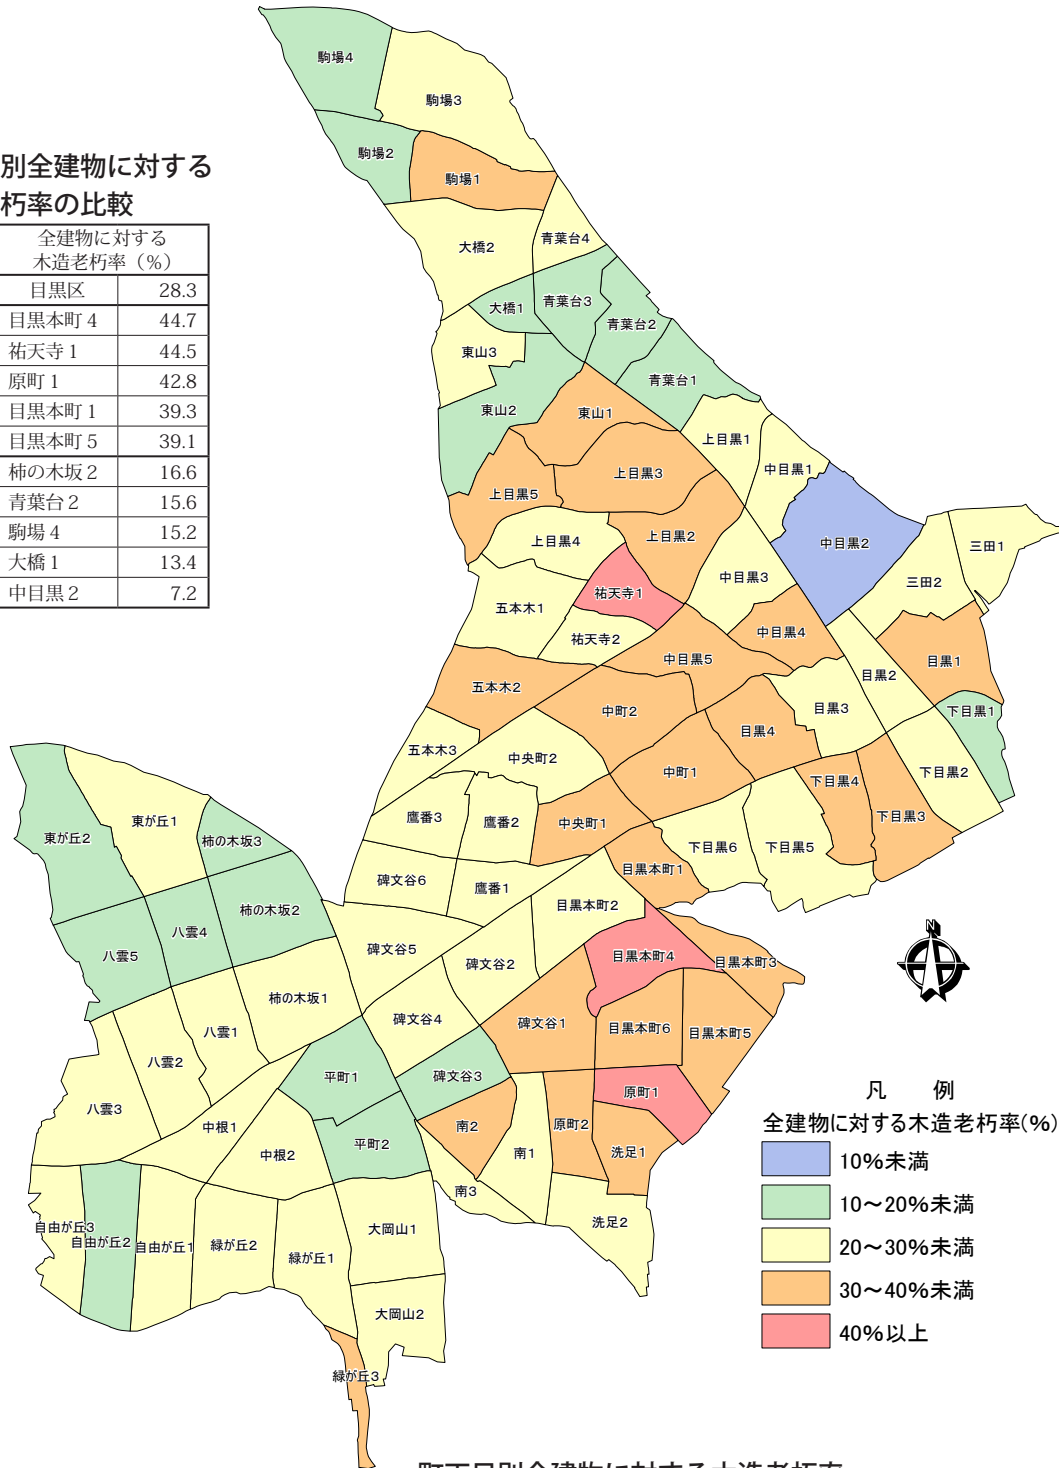 駒場4
駒場3
駒場2
駒場1
別全建物に対する
朽率の比較
全建物に対する
木造老朽率（%）
目黒区 28.3
目黒本町 4 44.7
祐天寺 1 44.5
原町 1 42.8
目黒本町 1 39.3
目黒本町 5 39.1
柿の木坂 2 16.6
青葉台 2 15.6
駒場 4 15.2
大橋 1 13.4
中目黒 2 7.2
大橋2
青葉台4
大橋1
青葉台3
青葉台2
東山3
青葉台1
東山2
東山1
上目黒1
中目黒1
上目黒3
上目黒5
上目黒4
上目黒2
中目黒2
三田1
中目黒3
三田2
祐天寺1
五本木1
祐天寺2
中目黒4
中目黒5
目黒1
目黒2
五本木2
中町2
目黒3
下目黒1
目黒4
五本木3
中央町2
中町1
下目黒4
下目黒2
鷹番3
鷹番2
中央町1
下目黒3
東が丘2
東が丘1
柿の木坂3
下目黒6
下目黒5
目黒本町1
碑文谷6
鷹番1
目黒本町2
柿の木坂2
八雲4
八雲5
碑文谷5
碑文谷2
目黒本町4
目黒本町3
N
柿の木坂1
八雲1
碑文谷4
碑文谷1
目黒本町6
目黒本町5
八雲2
平町1
碑文谷3
原町1
八雲3
中根1
平町2
南2
原町2
中根2
南1
洗足1
南3
洗足2
自由が丘3
自由が丘2
自由が丘1
緑が丘2
緑が丘1
大岡山1
大岡山2
緑が丘3
凡 例
全建物に対する木造老朽率(%)
10%未満
10～20%未満
20～30%未満
30～40%未満
40%以上